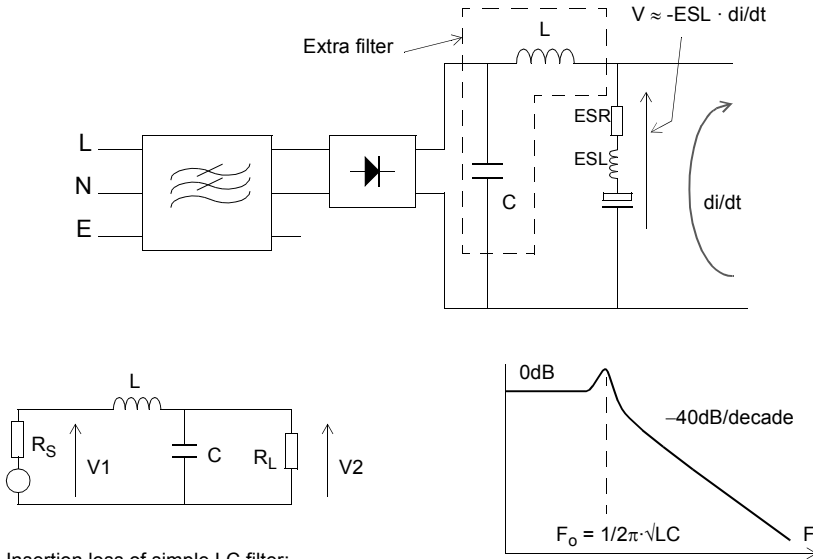 V ≈ -ESL · di/dt
L
Extra filter
ESR
L
ESL
N
C
di/dt
E
L
0dB
–40dB/decade
RS
V1
C
RL
V2
Fo = 1/2π·√LC
F
Insertion loss of simple LC filter: